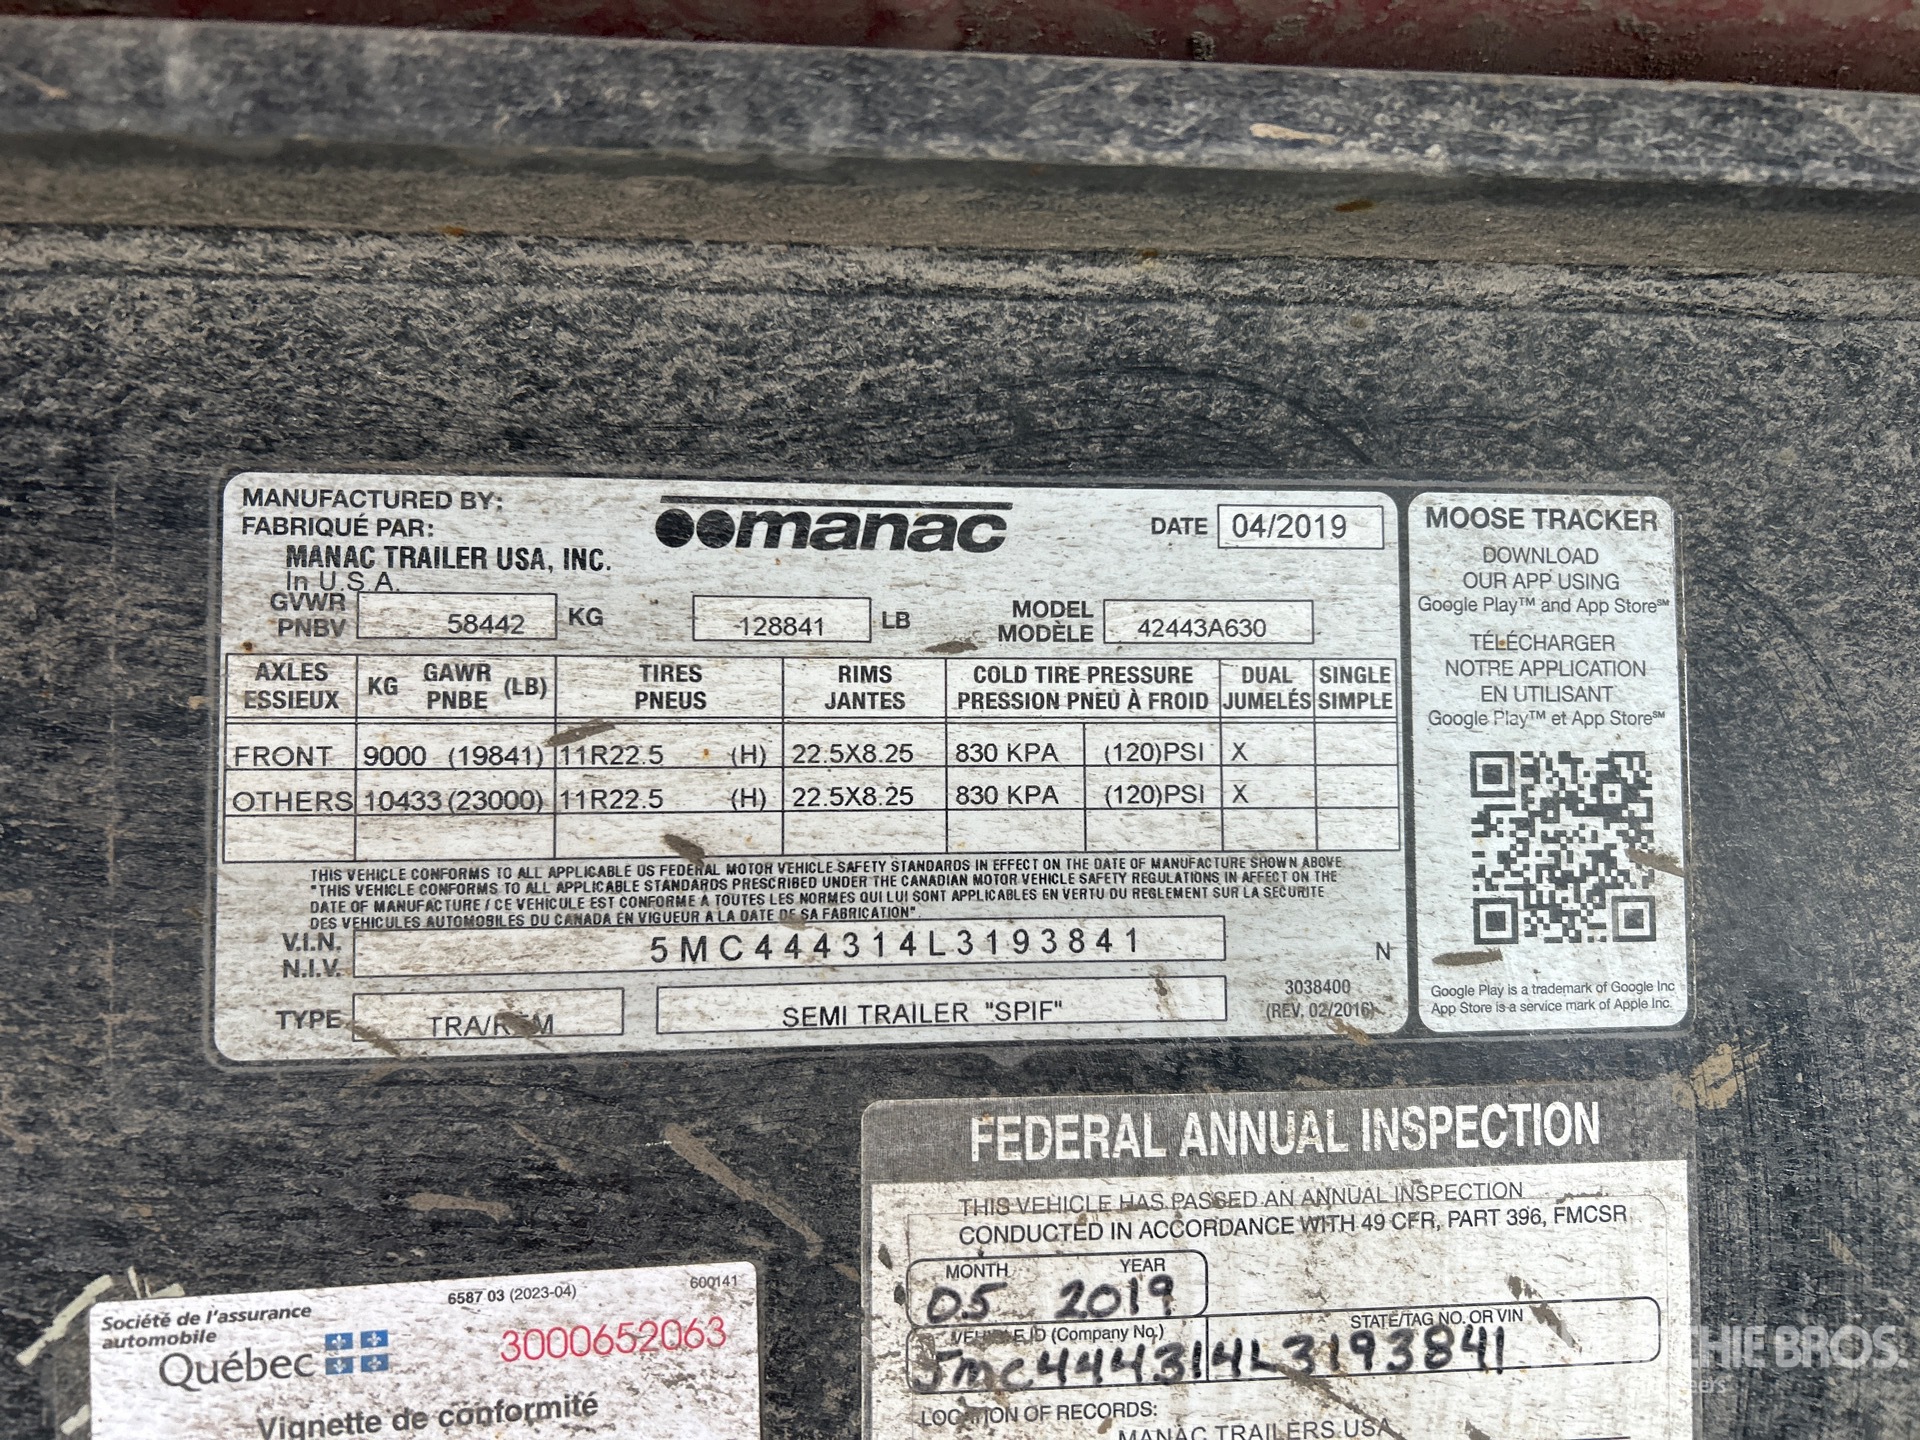 MANUFACTURED BY:
FABRIQUÉ PAR:
MANAC TRAILER USA, INC.
In U.S.A.
manac
DATE 04/2019
GVWR
PNBV
58442 KG 128841 LB
MODEL
MODÈLE
42443A630
AXLES GAWR TIRES RIMS COLD TIRE PRESSURE DUAL SINGLE
KG (LB)
ESSIEUX PNBE PNEUS JANTES PRESSION PNEU À FROID JUMELÉS SIMPLE
FRONT 9000 (19841) 11R22.5 (H) 22.5X8.25 830 KPA (120)PSI X
OTHERS 10433 (23000) 11R22.5 (H) 22.5X8.25 830 KPA (120)PSI X
THIS VEHICLE CONFORMS TO ALL APPLICABLE US FEDERAL MOTOR VEHICLE SAFETY STANDARDS IN EFFECT ON THE DATE OF MANUFACTURE SHOWN ABOVE.
"THIS VEHICLE CONFORMS TO ALL APPLICABLE STANDARDS PRESCRIBED UNDER THE CANADIAN MOTOR VEHICLE SAFETY REGULATIONS IN AFFECT ON THE
DATE OF MANUFACTURE / CE VEHICULE EST CONFORME A TOUTES LES NORMES QUI LUI SONT APPLICABLES EN VERTU DU REGLEMENT SUR LA SECURITE
DES VEHICULES AUTOMOBILES DU CANADA EN VIGUEUR A LA DATE DE SA FABRICATION".
V.I.N.
N.I.V.
5MC444314L3193841
N
TYPE TRA/REM SEMI TRAILER "SPIF"
3038400
(REV. 02/2016)
MOOSE TRACKER
DOWNLOAD
OUR APP USING
Google Play™ and App Store℠
TÉLÉCHARGER
NOTRE APPLICATION
EN UTILISANT
Google Play™ et App Store℠
Google Play is a trademark of Google Inc
App Store is a service mark of Apple Inc.
FEDERAL ANNUAL INSPECTION
THIS VEHICLE HAS PASSED AN ANNUAL INSPECTION
CONDUCTED IN ACCORDANCE WITH 49 CFR, PART 396, FMCSR
MONTH YEAR
05 2019
VEHICLE ID (Company No.) STATE/TAG NO. OR VIN
5MC444314L3193841
LOCATION OF RECORDS:
MANAC TRAILERS USA
6587 03 (2023-04) 600141
Société de l'assurance
automobile
Québec
3000652063
Vignette de conformité
BROS.